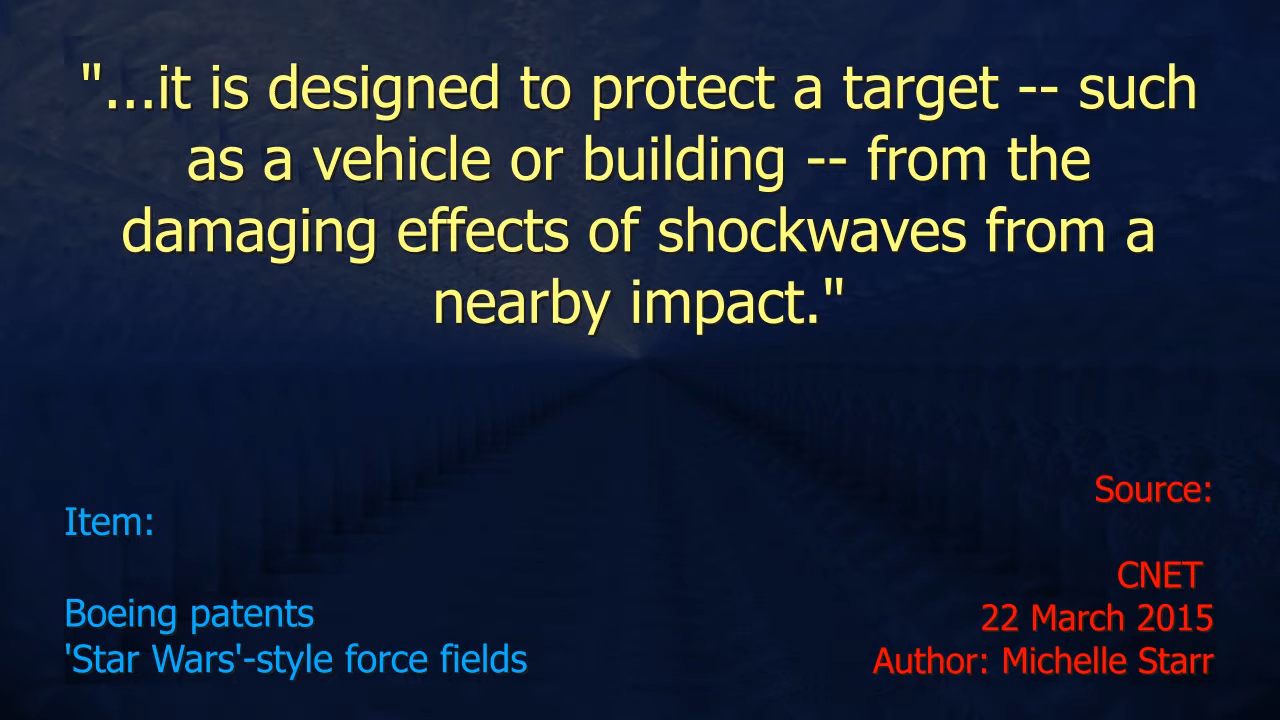 "...it is designed to protect a target -- such
as a vehicle or building -- from the
damaging effects of shockwaves from a
nearby impact."
Item:
Boeing patents
'Star Wars'-style force fields
Source:
CNET
22 March 2015
Author: Michelle Starr